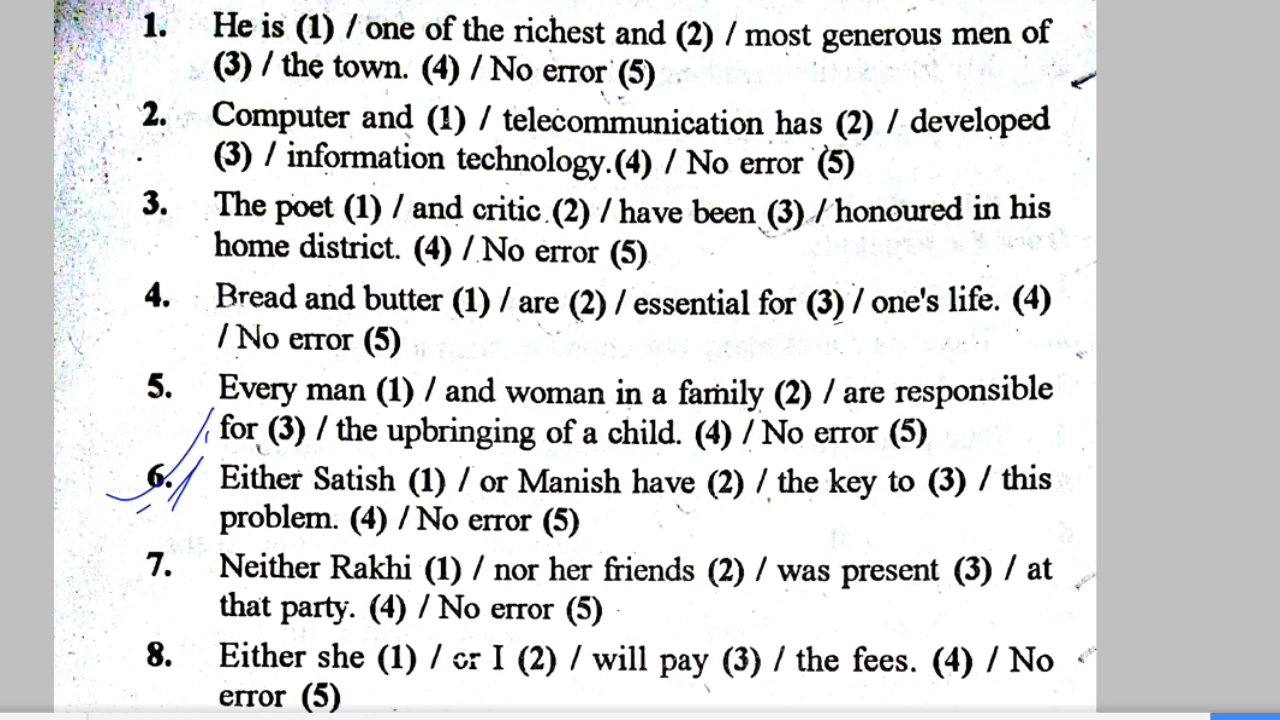 1. He is (1) / one of the richest and (2) / most generous men of
(3) / the town. (4) / No error (5)
2. Computer and (1) / telecommunication has (2) / developed
(3) / information technology.(4) / No error (5)
3. The poet (1) / and critic (2) / have been (3) / honoured in his
home district. (4) / No error (5)
4. Bread and butter (1) / are (2) / essential for (3) / one's life. (4)
/ No error (5)
5. Every man (1) / and woman in a family (2) / are responsible
for (3) / the upbringing of a child. (4) / No error (5)
6. Either Satish (1) / or Manish have (2) / the key to (3) / this
problem. (4) / No error (5)
7. Neither Rakhi (1) / nor her friends (2) / was present (3) / at
that party. (4) / No error (5)
8. Either she (1) / or I (2) / will pay (3) / the fees. (4) / No
error (5)